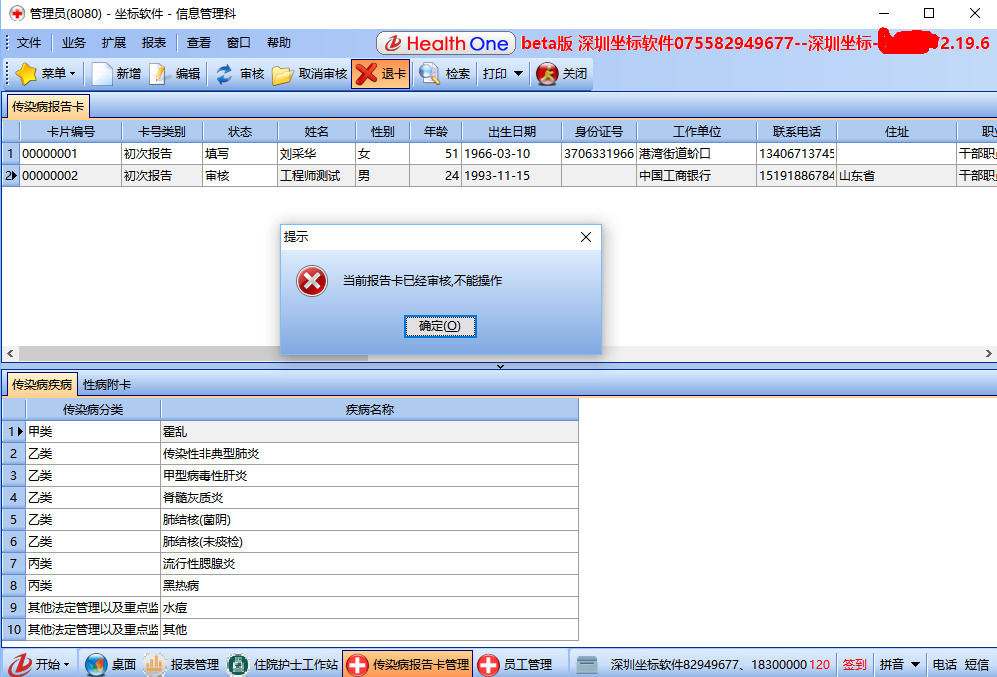 管理员(8080) - 坐标软件 - 信息管理科
文件 业务 扩展 报表 查看 窗口 帮助 Health One beta版 深圳坐标软件075582949677--深圳坐标- 2.19.6
菜单 新增 编辑 审核 取消审核 退卡 检索 打印 关闭
传染病报告卡
卡片编号 卡号类别 状态 姓名 性别 年龄 出生日期 身份证号 工作单位 联系电话 住址 职业
1 00000001 初次报告 填写 刘采华 女 51 1966-03-10 3706331966 港湾街道蚧口 13406713745 干部职员
2 00000002 初次报告 审核 工程师测试 男 24 1993-11-15 中国工商银行 15191886784 山东省 干部职员
提示
当前报告卡已经审核,不能操作
确定(O)
传染病疾病 性病附卡
传染病分类 疾病名称
1 甲类 霍乱
2 乙类 传染性非典型肺炎
3 乙类 甲型病毒性肝炎
4 乙类 脊髓灰质炎
5 乙类 肺结核(菌阴)
6 乙类 肺结核(未痰检)
7 丙类 流行性腮腺炎
8 丙类 黑热病
9 其他法定管理以及重点监 水痘
10 其他法定管理以及重点监 其他
开始 桌面 报表管理 住院护士工作站 传染病报告卡管理 员工管理 深圳坐标软件82949677、18300000 120 签到 拼音 电话 短信